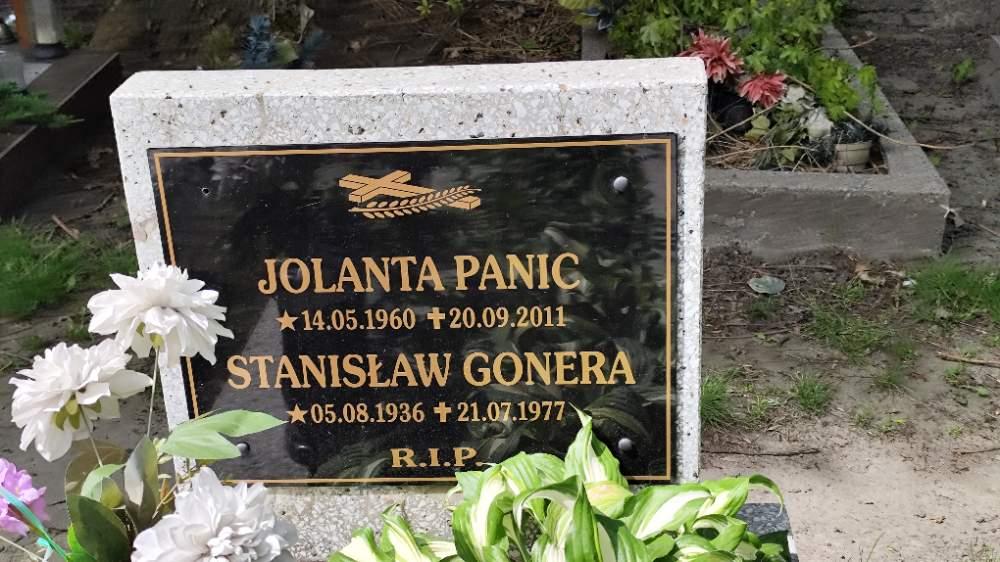 JOLANTA PANIC
★14.05.1960 ✝20.09.2011
STANISŁAW GONERA
★05.08.1936 ✝21.07.1977
R.I.P.